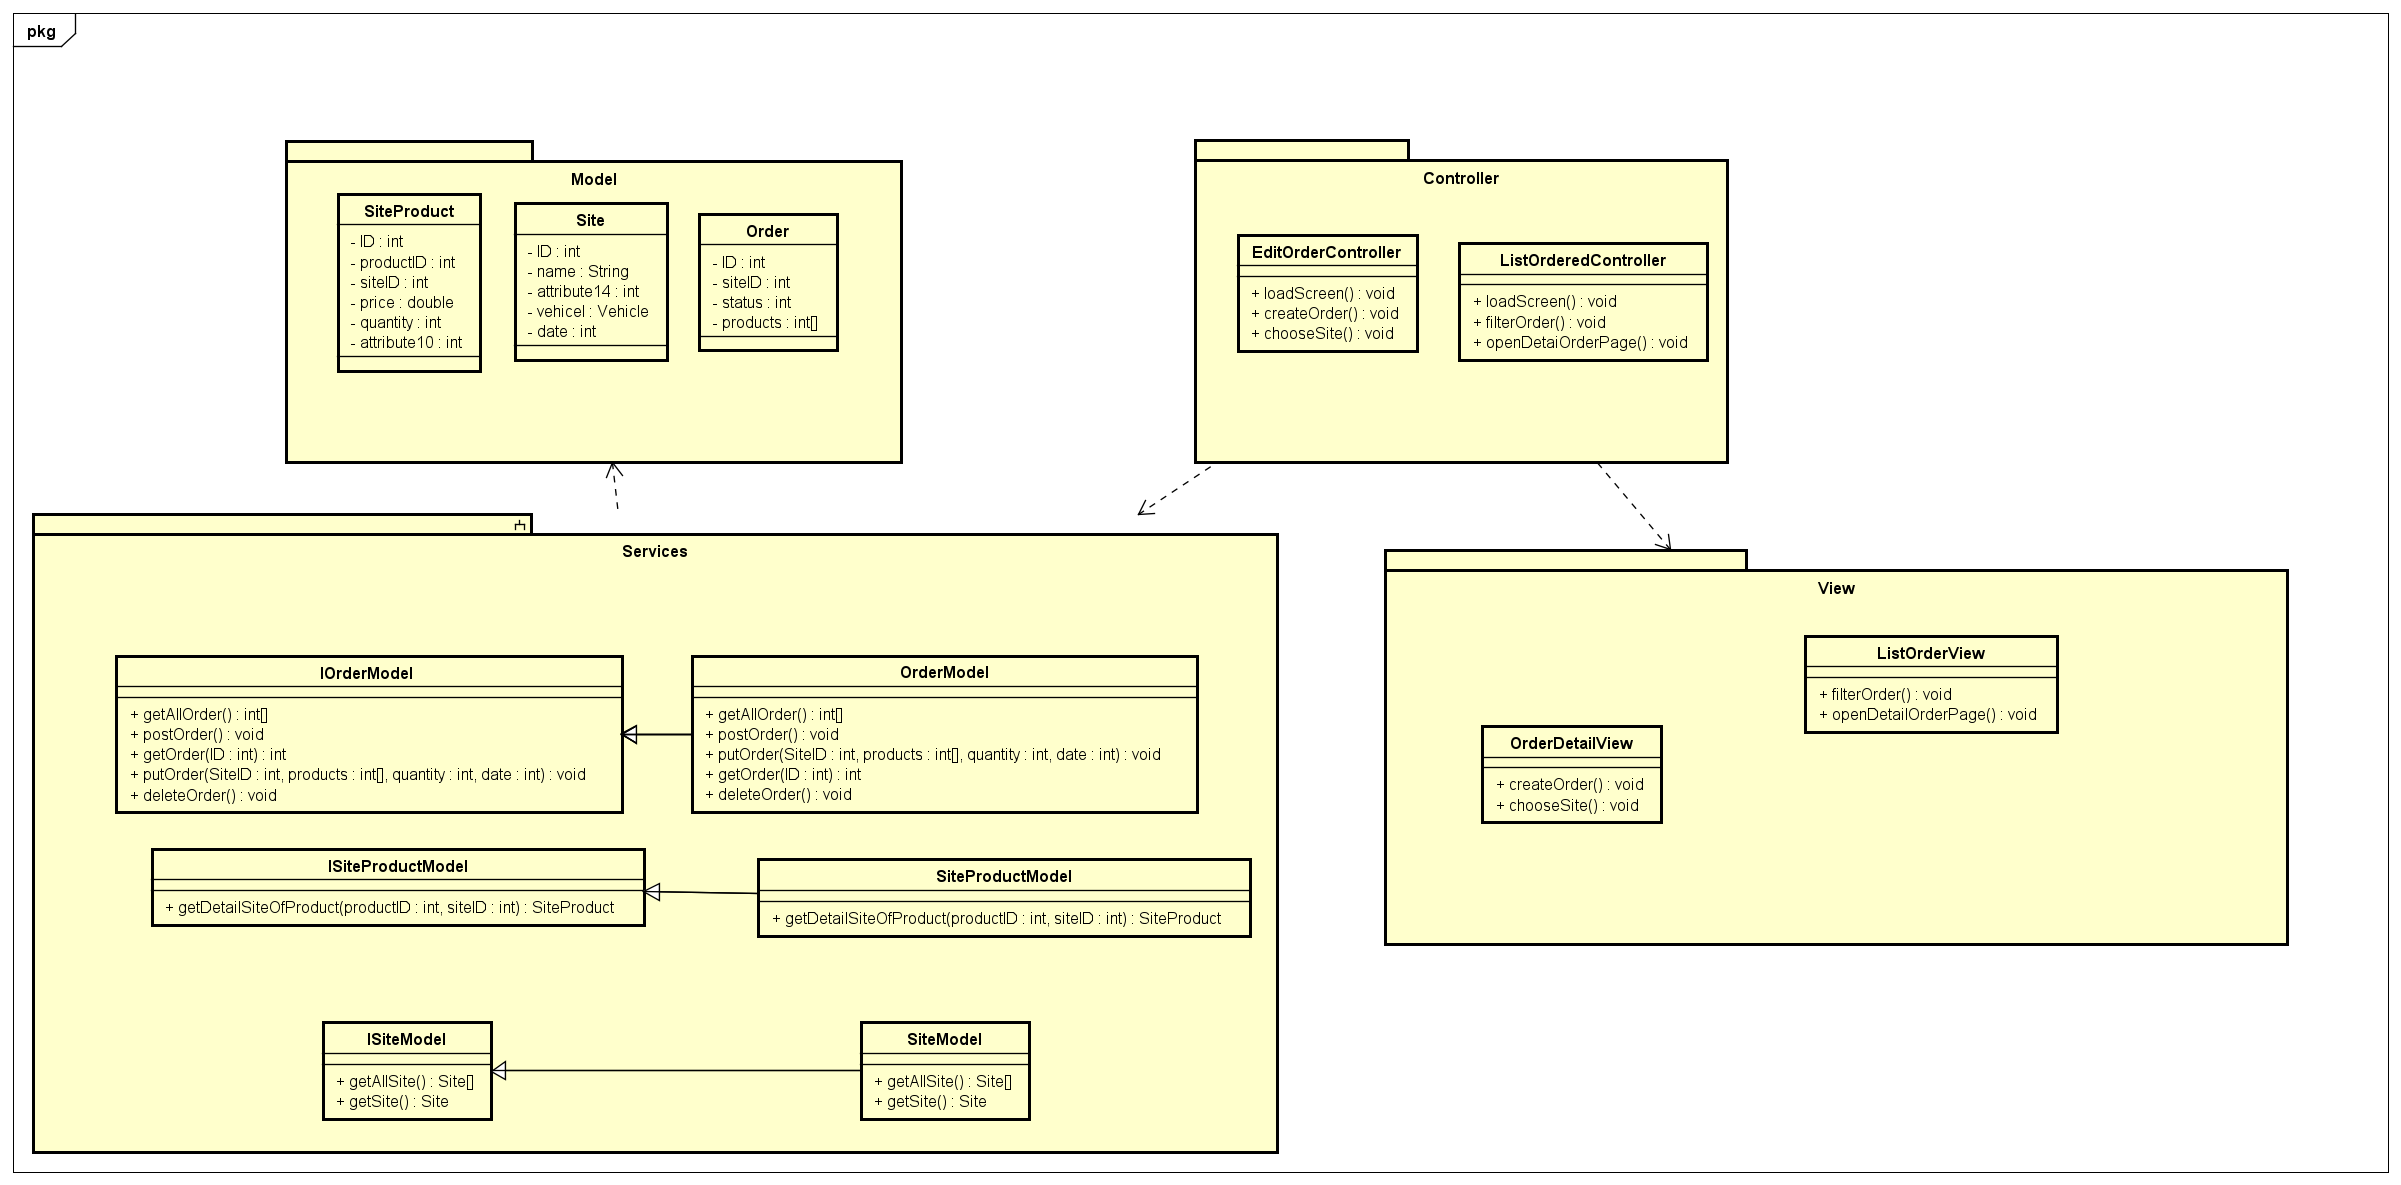 pkg
Model
SiteProduct
- ID : int
- productID : int
- siteID : int
- price : double
- quantity : int
- attribute10 : int
Site
- ID : int
- name : String
- attribute14 : int
- vehicel : Vehicle
- date : int
Order
- ID : int
- siteID : int
- status : int
- products : int[]
Controller
EditOrderController
+ loadScreen() : void
+ createOrder() : void
+ chooseSite() : void
ListOrderedController
+ loadScreen() : void
+ filterOrder() : void
+ openDetaiOrderPage() : void
Services
IOrderModel
+ getAllOrder() : int[]
+ postOrder() : void
+ getOrder(ID : int) : int
+ putOrder(SiteID : int, products : int[], quantity : int, date : int) : void
+ deleteOrder() : void
OrderModel
+ getAllOrder() : int[]
+ postOrder() : void
+ putOrder(SiteID : int, products : int[], quantity : int, date : int) : void
+ getOrder(ID : int) : int
+ deleteOrder() : void
ISiteProductModel
+ getDetailSiteOfProduct(productID : int, siteID : int) : SiteProduct
SiteProductModel
+ getDetailSiteOfProduct(productID : int, siteID : int) : SiteProduct
ISiteModel
+ getAllSite() : Site[]
+ getSite() : Site
SiteModel
+ getAllSite() : Site[]
+ getSite() : Site
View
ListOrderView
+ filterOrder() : void
+ openDetailOrderPage() : void
OrderDetailView
+ createOrder() : void
+ chooseSite() : void